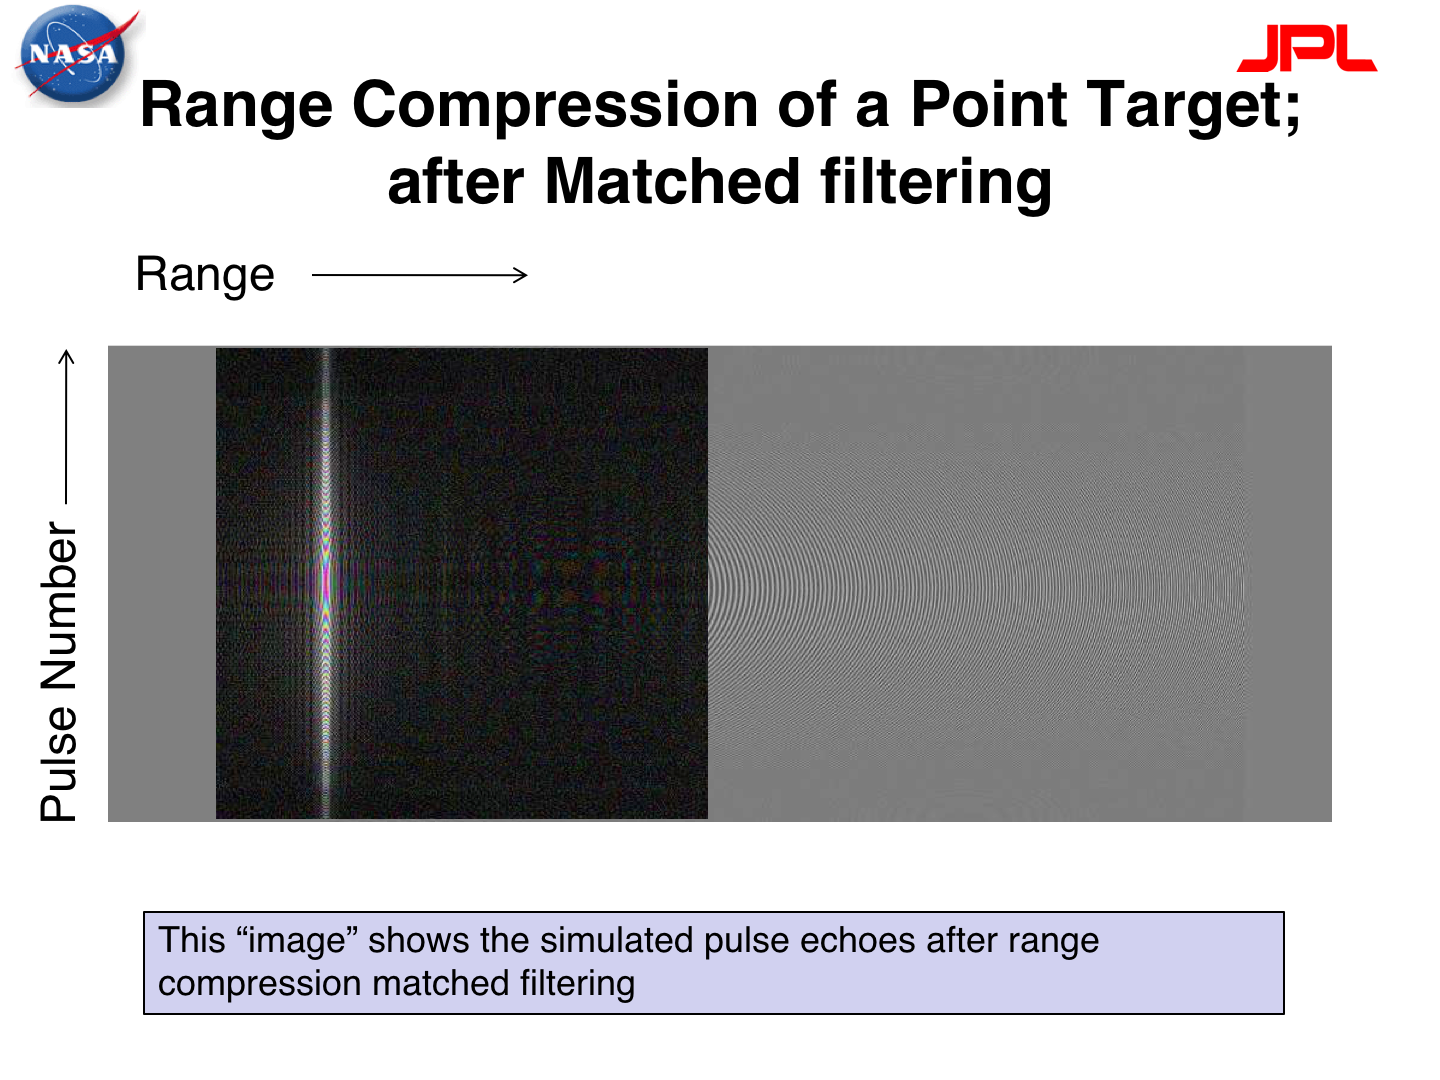 NASA
JPL
Range Compression of a Point Target;
after Matched filtering
Range
Pulse Number
This “image” shows the simulated pulse echoes after range
compression matched filtering